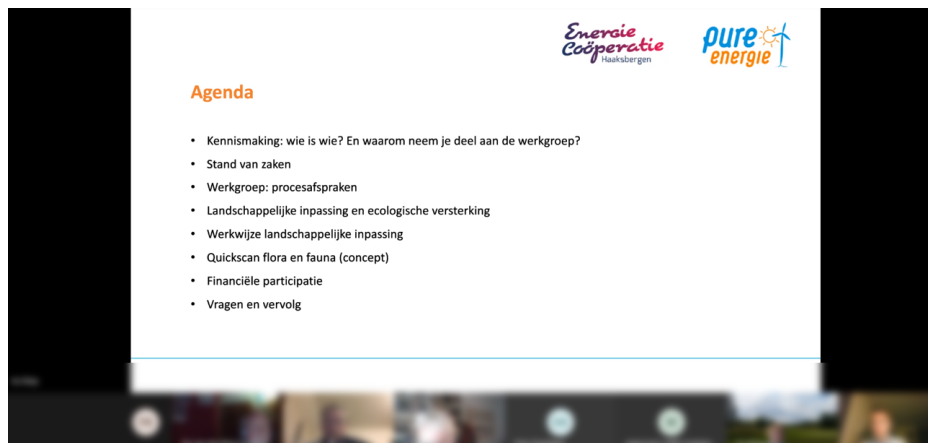 Energie
Coöperatie
Haaksbergen
pure
energie
Agenda
• Kennismaking: wie is wie? En waarom neem je deel aan de werkgroep?
• Stand van zaken
• Werkgroep: procesafspraken
• Landschappelijke inpassing en ecologische versterking
• Werkwijze landschappelijke inpassing
• Quickscan flora en fauna (concept)
• Financiële participatie
• Vragen en vervolg